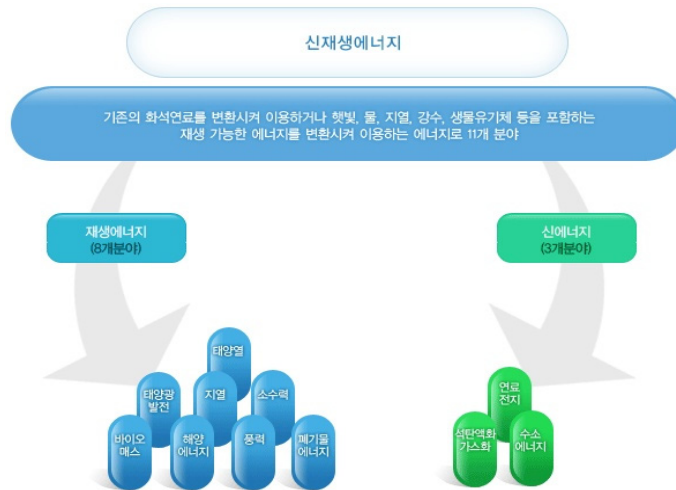 신재생에너지
기존의 화석연료를 변환시켜 이용하거나 햇빛, 물, 지열, 강수, 생물유기체 등을 포함하는
재생 가능한 에너지를 변환시켜 이용하는 에너지로 11개 분야
재생에너지
(8개분야)
신에너지
(3개분야)
태양열
태양광
발전
지열
소수력
바이오
매스
해양
에너지
풍력
폐기물
에너지
연료
전지
석탄액화
가스화
수소
에너지